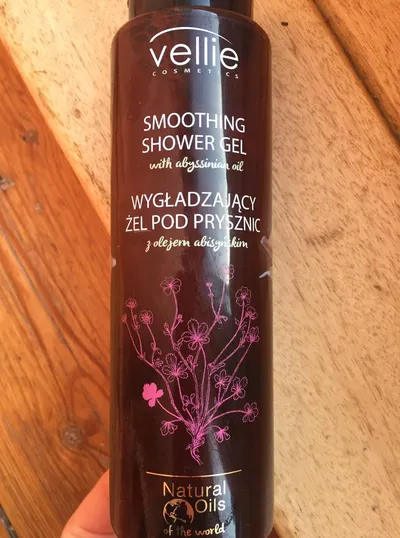 vellie
COSMETICS
SMOOTHING
SHOWER GEL
with abyssinian oil
WYGŁADZAJĄCY
ŻEL POD PRYSZNIC
z olejem abisyńskim
Natural
Oils
of the world